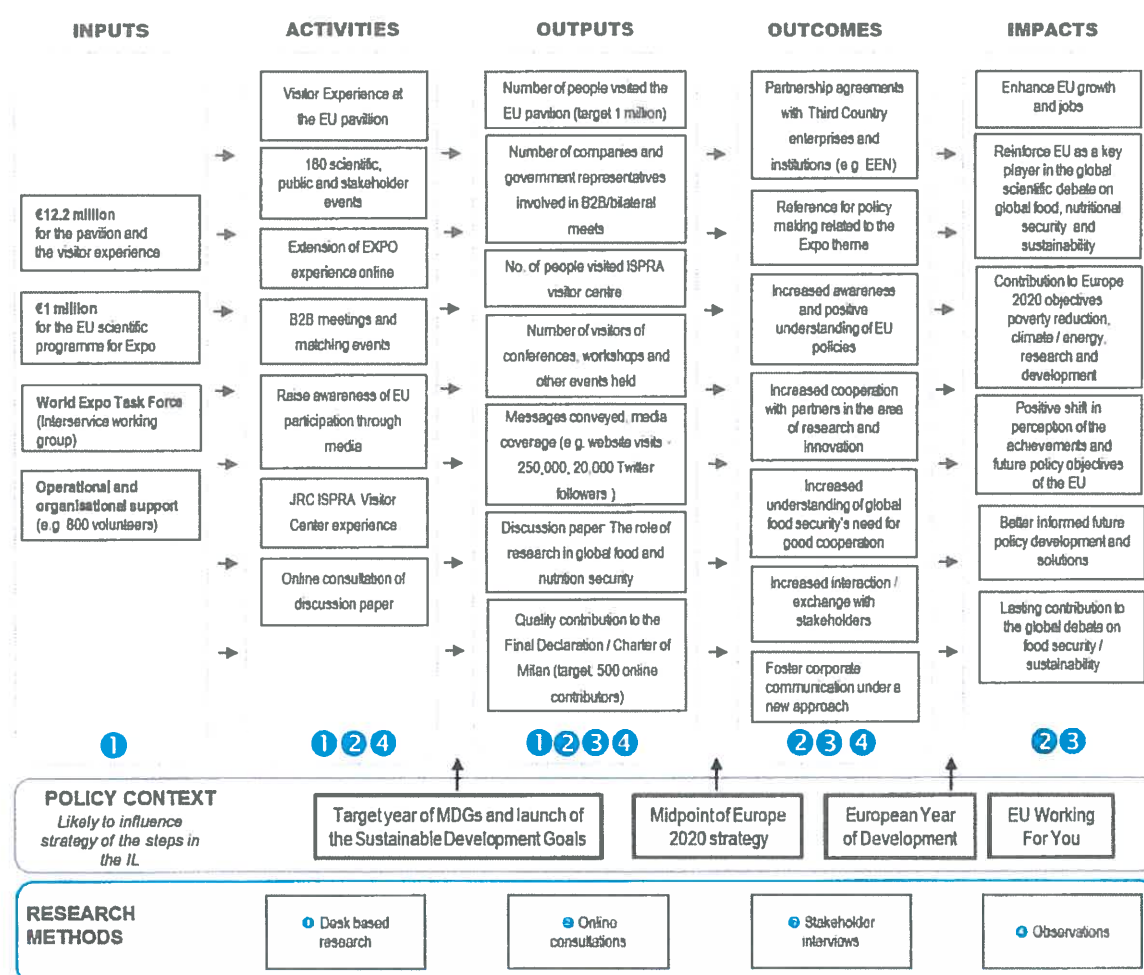 INPUTS
ACTIVITIES
OUTPUTS
OUTCOMES
IMPACTS
€12.2 million
for the pavilion and
the visitor experience
€1 million
for the EU scientific
programme for Expo
World Expo Task Force
(Interservice working
group)
Operational and
organisational support
(e.g 800 volunteers)
Visitor Experience at
the EU pavillion
180 scientific,
public and stakeholder
events
Extension of EXPO
experience online
B2B meetings and
matching events
Raise awareness of EU
participation through
media
JRC ISPRA Visitor
Center experience
Online consultation of
discussion paper
Number of people visited the
EU pavilion (target 1 million)
Number of companies and
government representatives
involved in B2B/bilateral
meets
No. of people visited ISPRA
visitor centre
Number of visitors of
conferences, workshops and
other events held
Messages conveyed, media
coverage (e.g. website visits -
250,000, 20,000 Twitter
followers )
Discussion paper The role of
research in global food and
nutrition security
Quality contribution to the
Final Declaration / Charter of
Milan (target 500 online
contributors)
Partnership agreements
with Third Country
enterprises and
institutions (e g EEN)
Reference for policy
making related to the
Expo theme
Increased awareness
and positive
understanding of EU
policies
Increased cooperation
with partners in the area
of research and
innovation
Increased
understanding of global
food security's need for
good cooperation
Increased interaction /
exchange with
stakeholders
Foster corporate
communication under a
new approach
Enhance EU growth
and jobs
Reinforce EU as a key
player in the global
scientific debate on
global food, nutritional
security and
sustainability
Contribution to Europe
2020 objectives
poverty reduction,
climate / energy,
research and
development
Positive shift in
perception of the
achievements and
future policy objectives
of the EU
Better informed future
policy development and
solutions
Lasting contribution to
the global debate on
food security /
sustainability
1
1 2 4
1 2 3 4
2 3 4
2 3
POLICY CONTEXT
Likely to influence
strategy of the steps in
the IL
Target year of MDGs and launch of
the Sustainable Development Goals
Midpoint of Europe
2020 strategy
European Year
of Development
EU Working
For You
RESEARCH
METHODS
1 Desk based
research
2 Online
consultations
Stakeholder
interviews
4 Observations